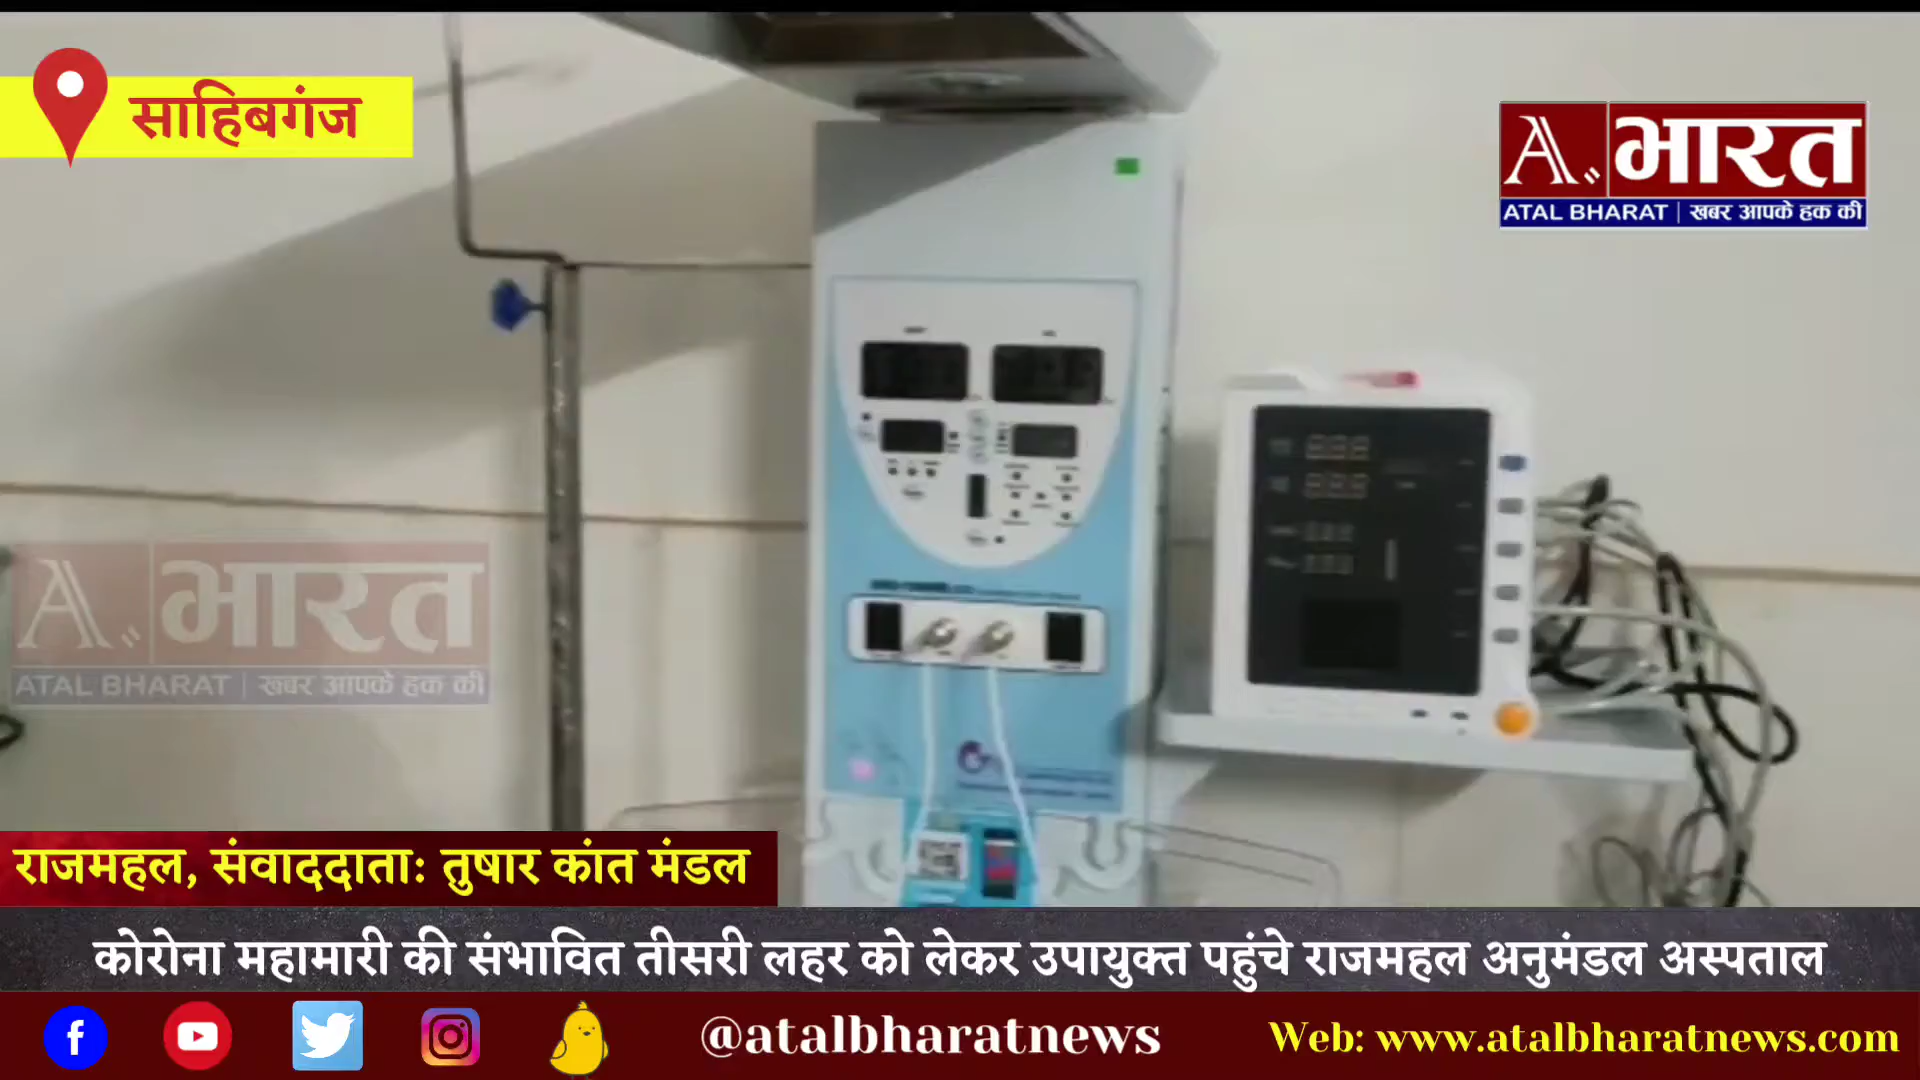 साहिबगंज
A भारत
ATAL BHARAT | खबर आपके हक की
A भारत
ATAL BHARAT | खबर आपके हक की
राजमहल, संवाददाताः तुषार कांत मंडल
कोरोना महामारी की संभावित तीसरी लहर को लेकर उपायुक्त पहुंचे राजमहल अनुमंडल अस्पताल
@atalbharatnews
Web: www.atalbharatnews.com